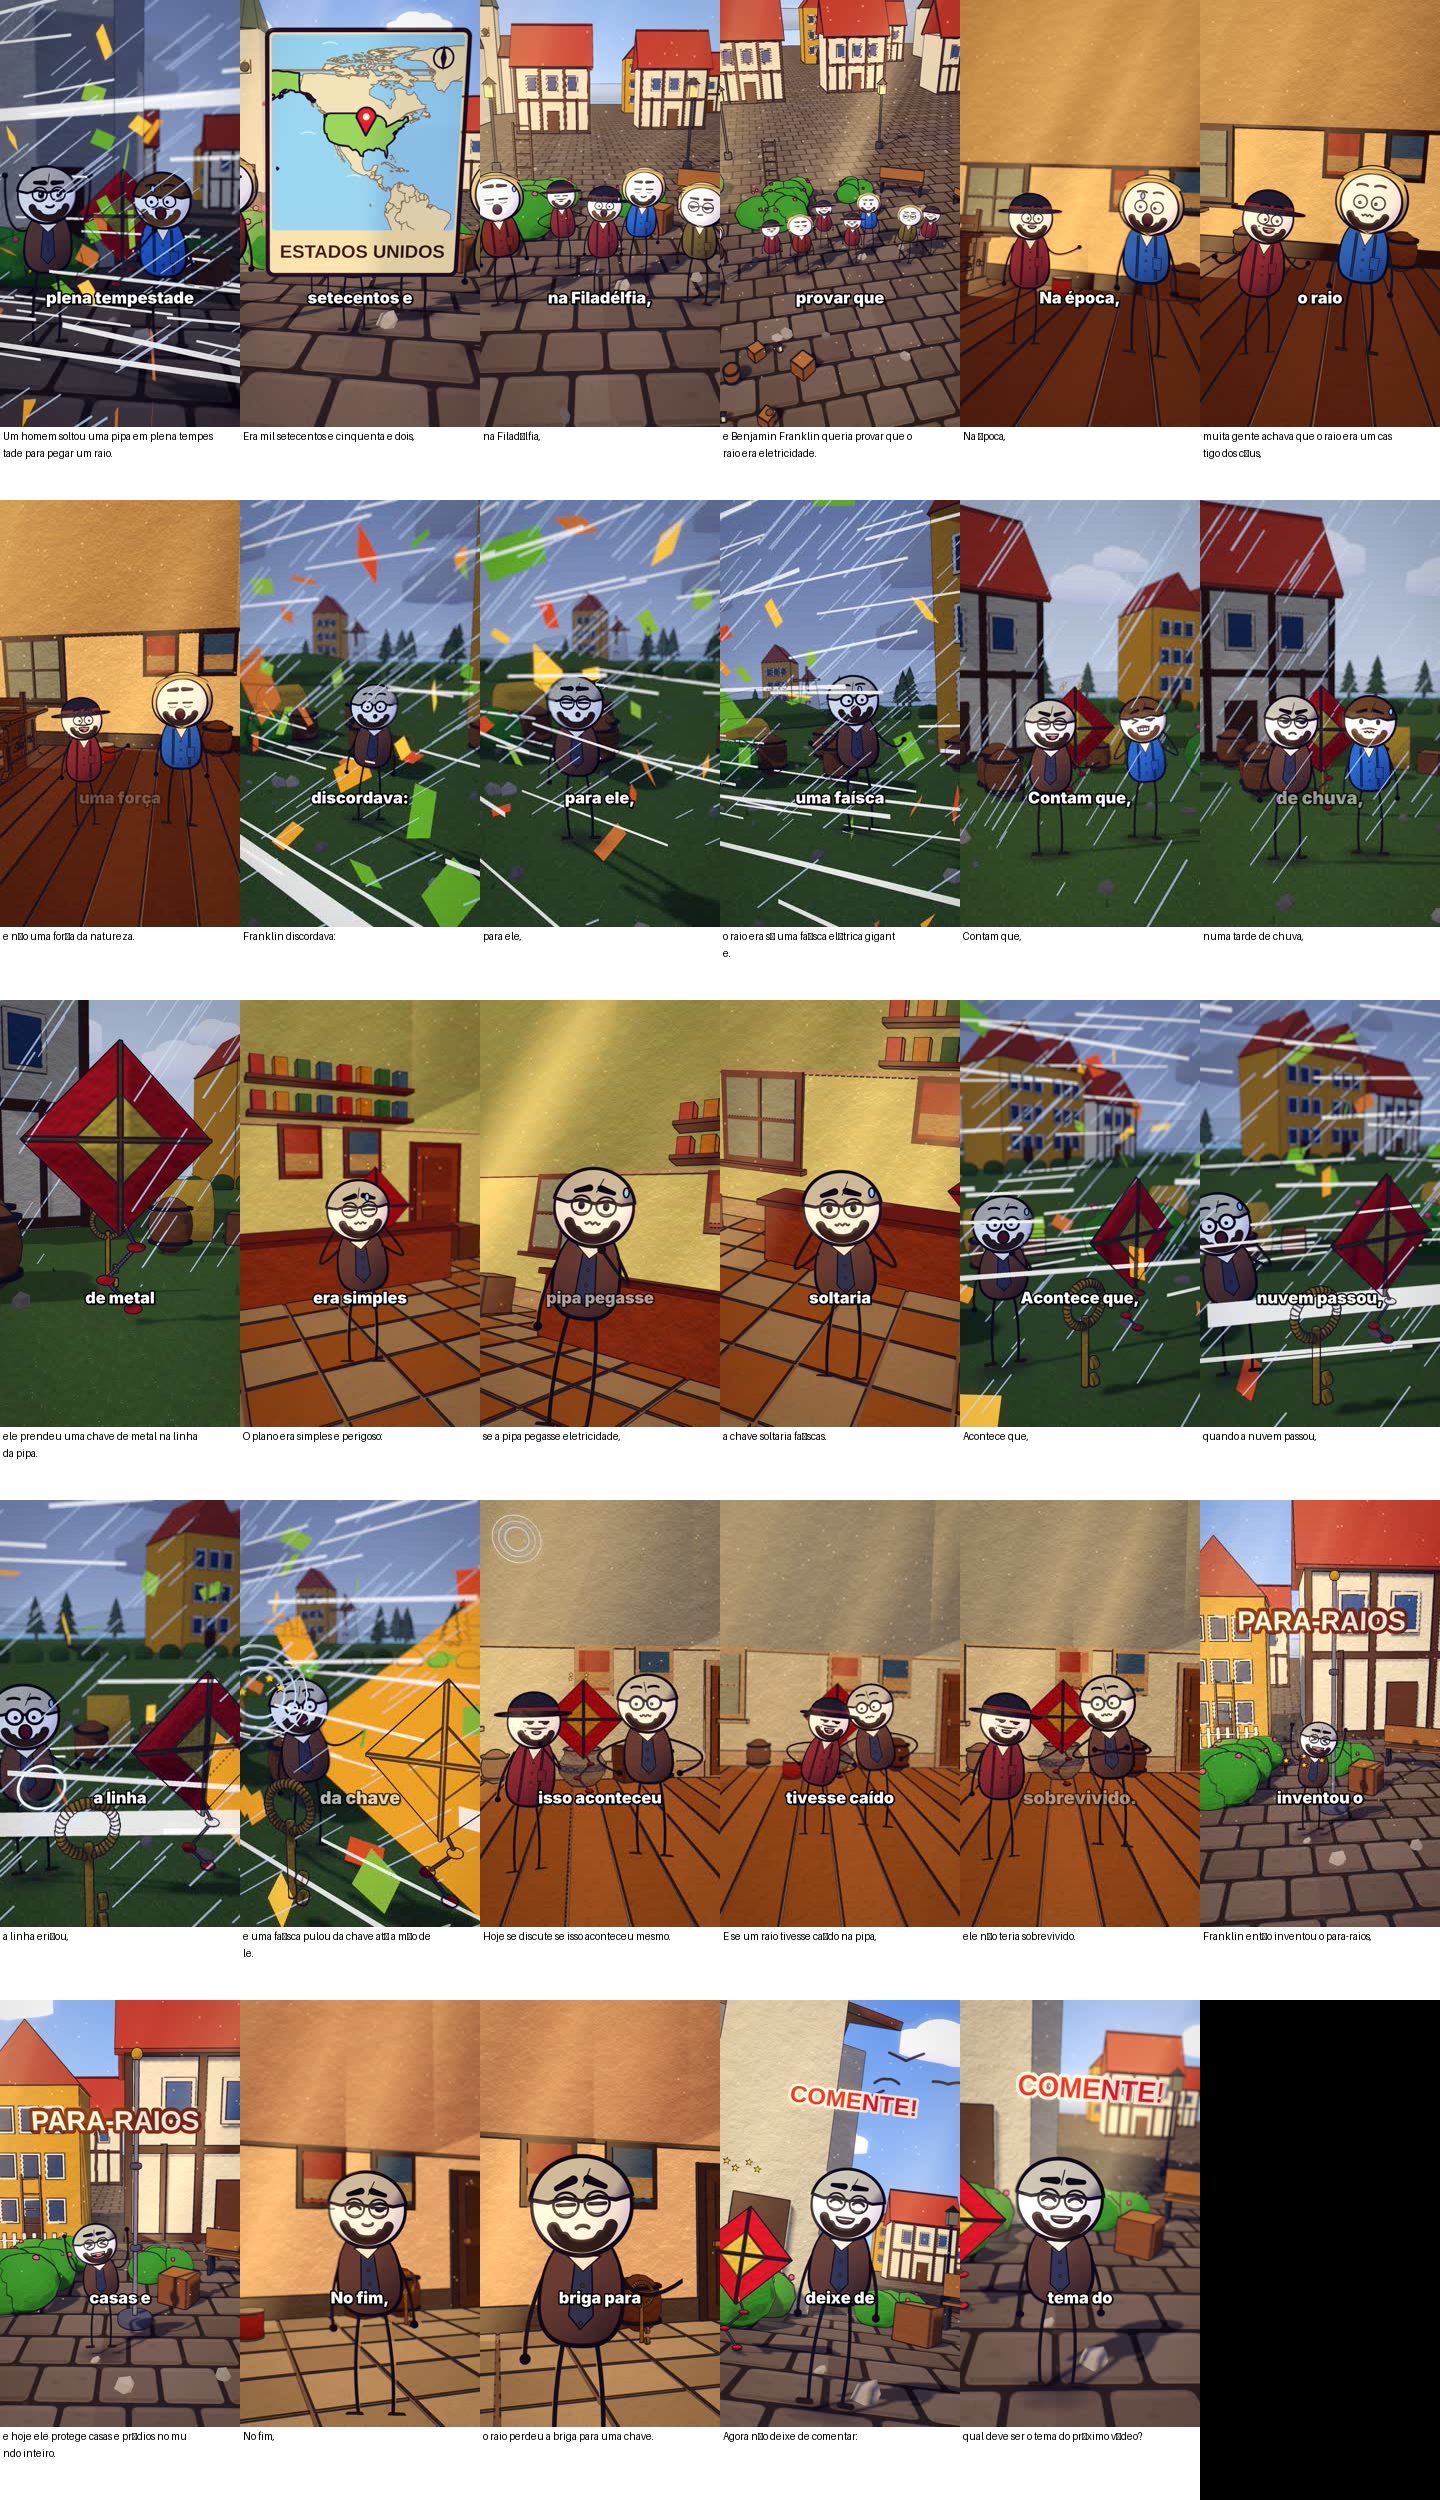 plena tempestade
Um homem soltou uma pipa em plena tempes
tade para pegar um raio.
ESTADOS UNIDOS
setecentos e
Era mil setecentos e cinquenta e dois,
na Filadélfia,
na Filad□lfia,
provar que
e Benjamin Franklin queria provar que o
raio era eletricidade.
Na época,
Na □poca,
o raio
muita gente achava que o raio era um cas
tigo dos c□us,
uma força
e n□o uma for□a da natureza.
discordava:
Franklin discordava:
para ele,
para ele,
uma faísca
o raio era s□ uma fa□sca el□trica gigant
e.
Contam que,
Contam que,
de chuva,
numa tarde de chuva,
de metal
ele prendeu uma chave de metal na linha
da pipa.
era simples
O plano era simples e perigoso:
pipa pegasse
se a pipa pegasse eletricidade,
soltaria
a chave soltaria fa□scas.
Acontece que,
Acontece que,
nuvem passou,
quando a nuvem passou,
a linha
a linha eri□ou,
da chave
e uma fa□sca pulou da chave at□ a m□o de
le.
isso aconteceu
Hoje se discute se isso aconteceu mesmo.
tivesse caído
E se um raio tivesse ca□do na pipa,
sobrevivido.
ele n□o teria sobrevivido.
PARA-RAIOS
inventou o
Franklin ent□o inventou o para-raios,
PARA-RAIOS
casas e
e hoje ele protege casas e pr□dios no mu
ndo inteiro.
No fim,
No fim,
briga para
o raio perdeu a briga para uma chave.
COMENTE!
deixe de
Agora n□o deixe de comentar:
COMENTE!
tema do
qual deve ser o tema do pr□ximo v□deo?